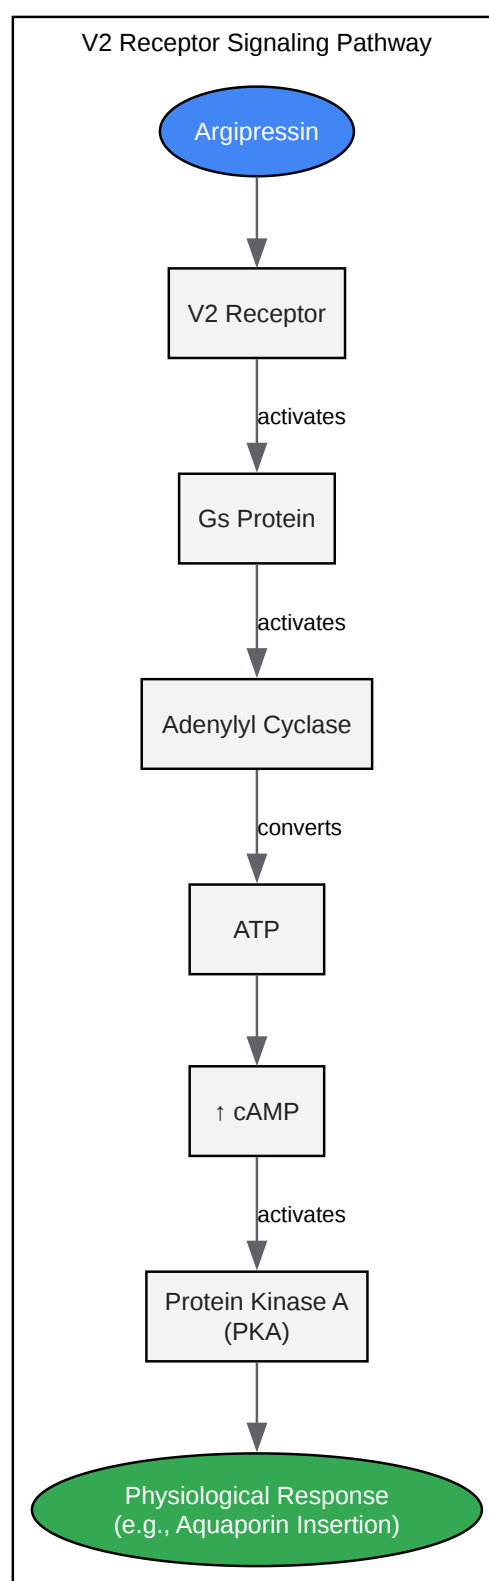 V2 Receptor Signaling Pathway
Argipressin
V2 Receptor
activates
Gs Protein
activates
Adenylyl Cyclase
converts
ATP
↑ cAMP
activates
Protein Kinase A
(PKA)
Physiological Response
(e.g., Aquaporin Insertion)